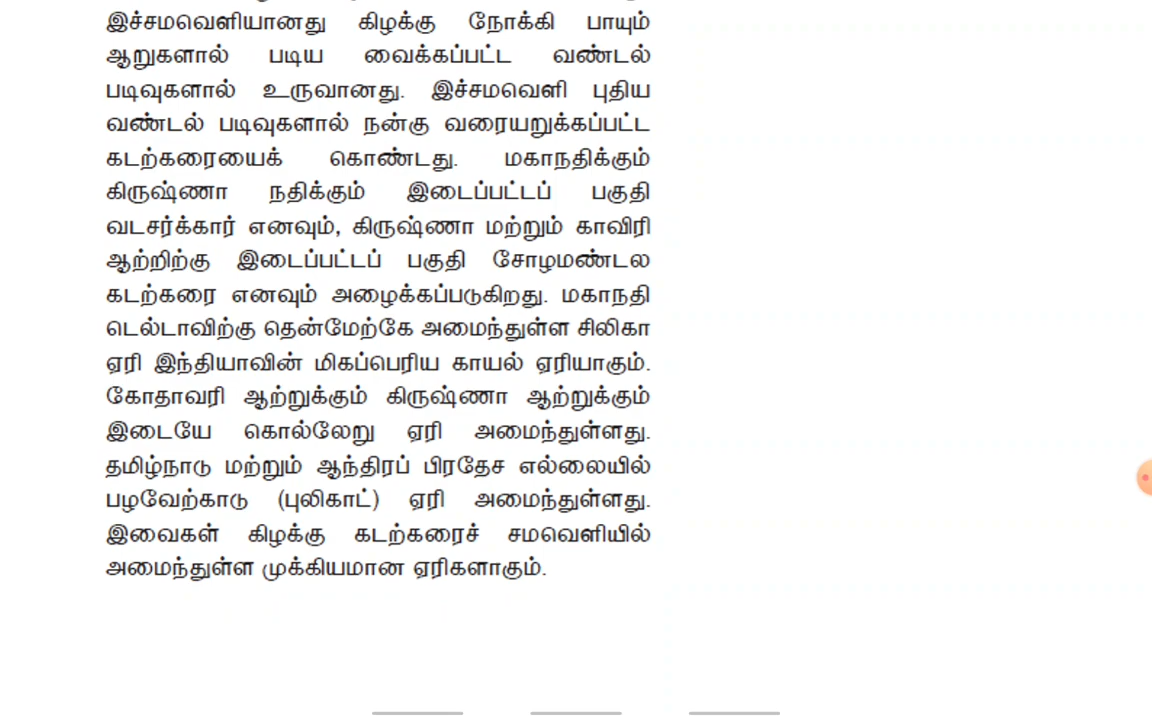 இச்சமவெளியானது கிழக்கு நோக்கி பாயும்
ஆறுகளால் படிய வைக்கப்பட்ட வண்டல்
படிவுகளால் உருவானது. இச்சமவெளி புதிய
வண்டல் படிவுகளால் நன்கு வரையறுக்கப்பட்ட
கடற்கரையைக் கொண்டது. மகாநதிக்கும்
கிருஷ்ணா நதிக்கும் இடைப்பட்டப் பகுதி
வடசர்க்கார் எனவும், கிருஷ்ணா மற்றும் காவிரி
ஆற்றிற்கு இடைப்பட்டப் பகுதி சோழமண்டல
கடற்கரை எனவும் அழைக்கப்படுகிறது. மகாநதி
டெல்டாவிற்கு தென்மேற்கே அமைந்துள்ள சிலிகா
ஏரி இந்தியாவின் மிகப்பெரிய காயல் ஏரியாகும்.
கோதாவரி ஆற்றுக்கும் கிருஷ்ணா ஆற்றுக்கும்
இடையே கொல்லேறு ஏரி அமைந்துள்ளது.
தமிழ்நாடு மற்றும் ஆந்திரப் பிரதேச எல்லையில்
பழவேற்காடு (புலிகாட்) ஏரி அமைந்துள்ளது.
இவைகள் கிழக்கு கடற்கரைச் சமவெளியில்
அமைந்துள்ள முக்கியமான ஏரிகளாகும்.